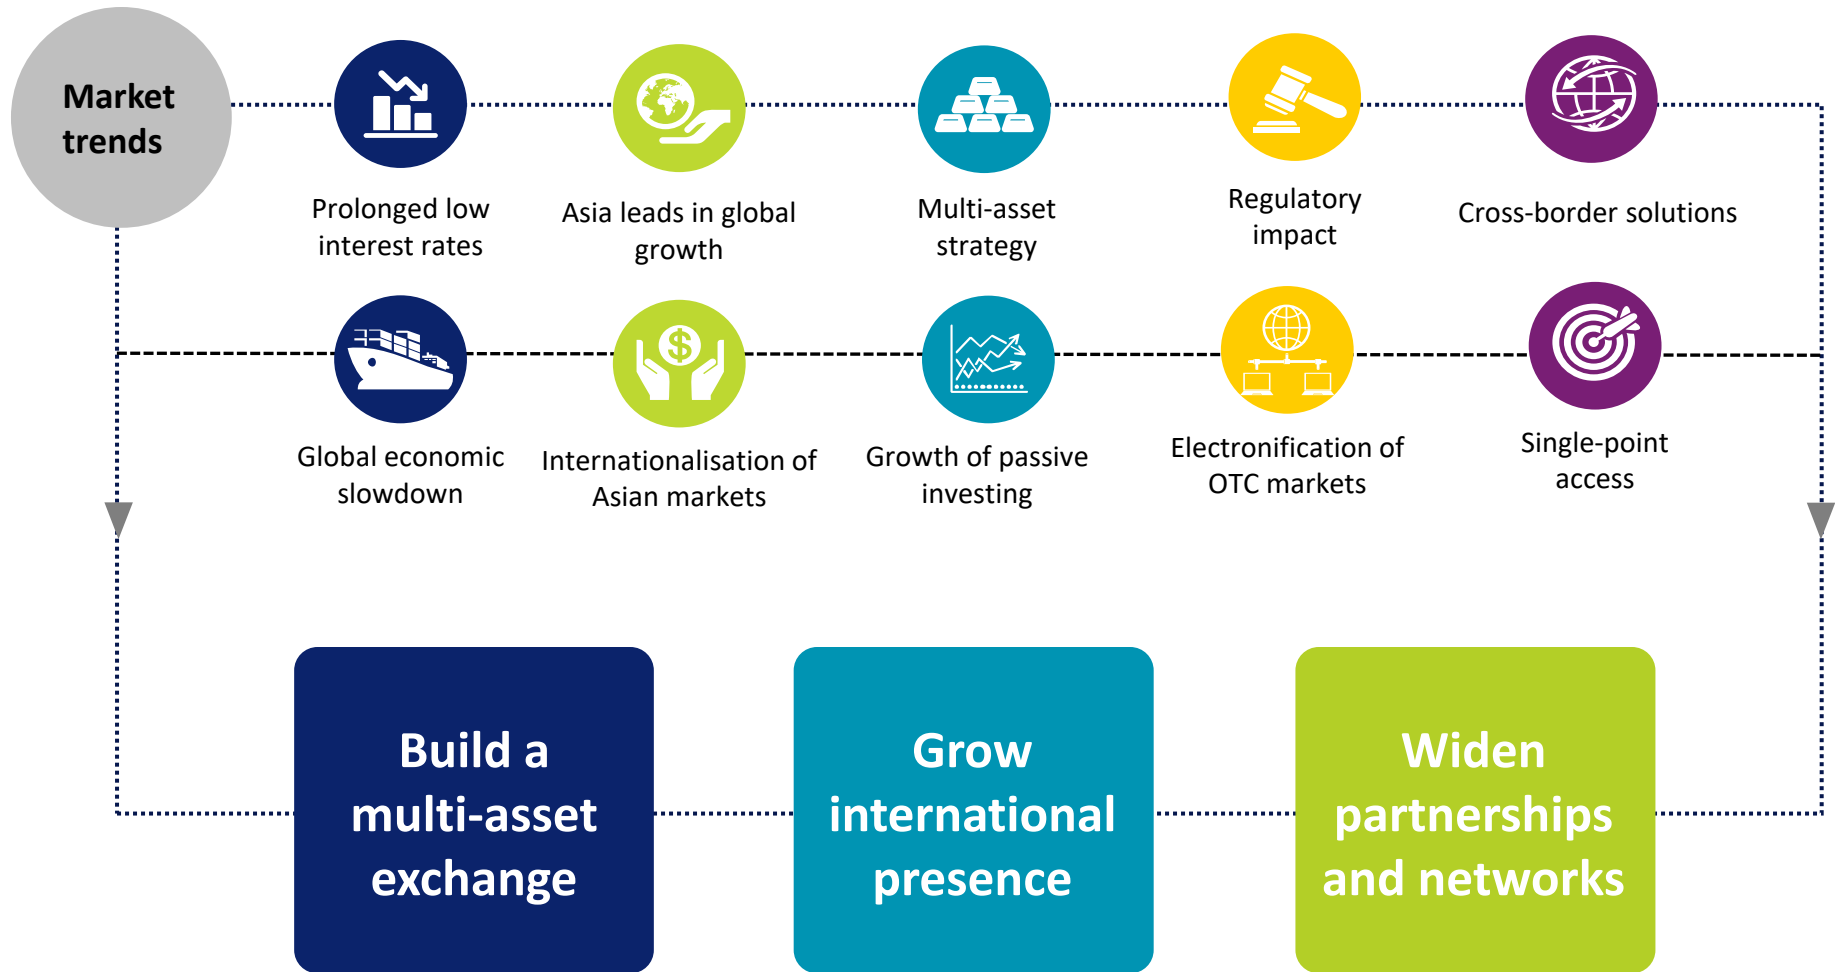 Market
trends
Prolonged low
interest rates
Asia leads in global
growth
Multi-asset
strategy
Regulatory
impact
Cross-border solutions
Global economic
slowdown
Internationalisation of
Asian markets
Growth of passive
investing
Electronification of
OTC markets
Single-point
access
Build a
multi-asset
exchange
Grow
international
presence
Widen
partnerships
and networks